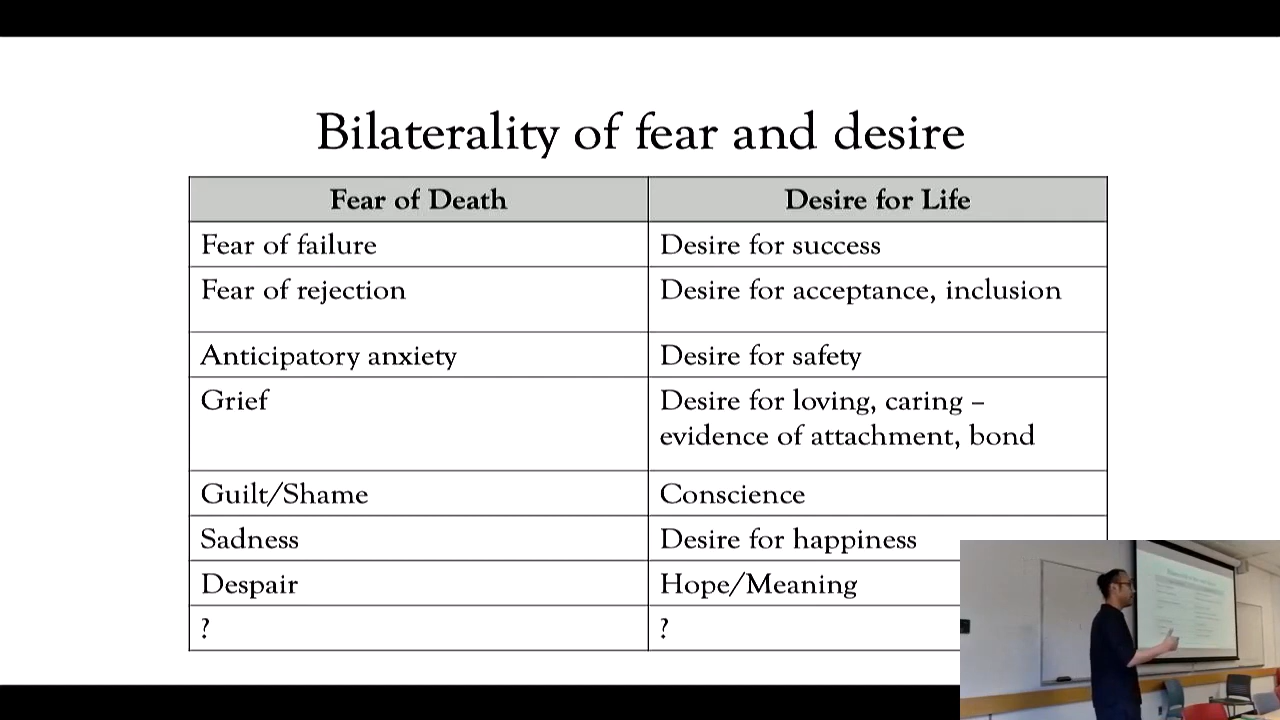 Bilaterality of fear and desire
Fear of Death
Desire for Life
Fear of failure
Desire for success
Fear of rejection
Desire for acceptance, inclusion
Anticipatory anxiety
Desire for safety
Grief
Desire for loving, caring –
evidence of attachment, bond
Guilt/Shame
Conscience
Sadness
Desire for happiness
Despair
Hope/Meaning
?
?